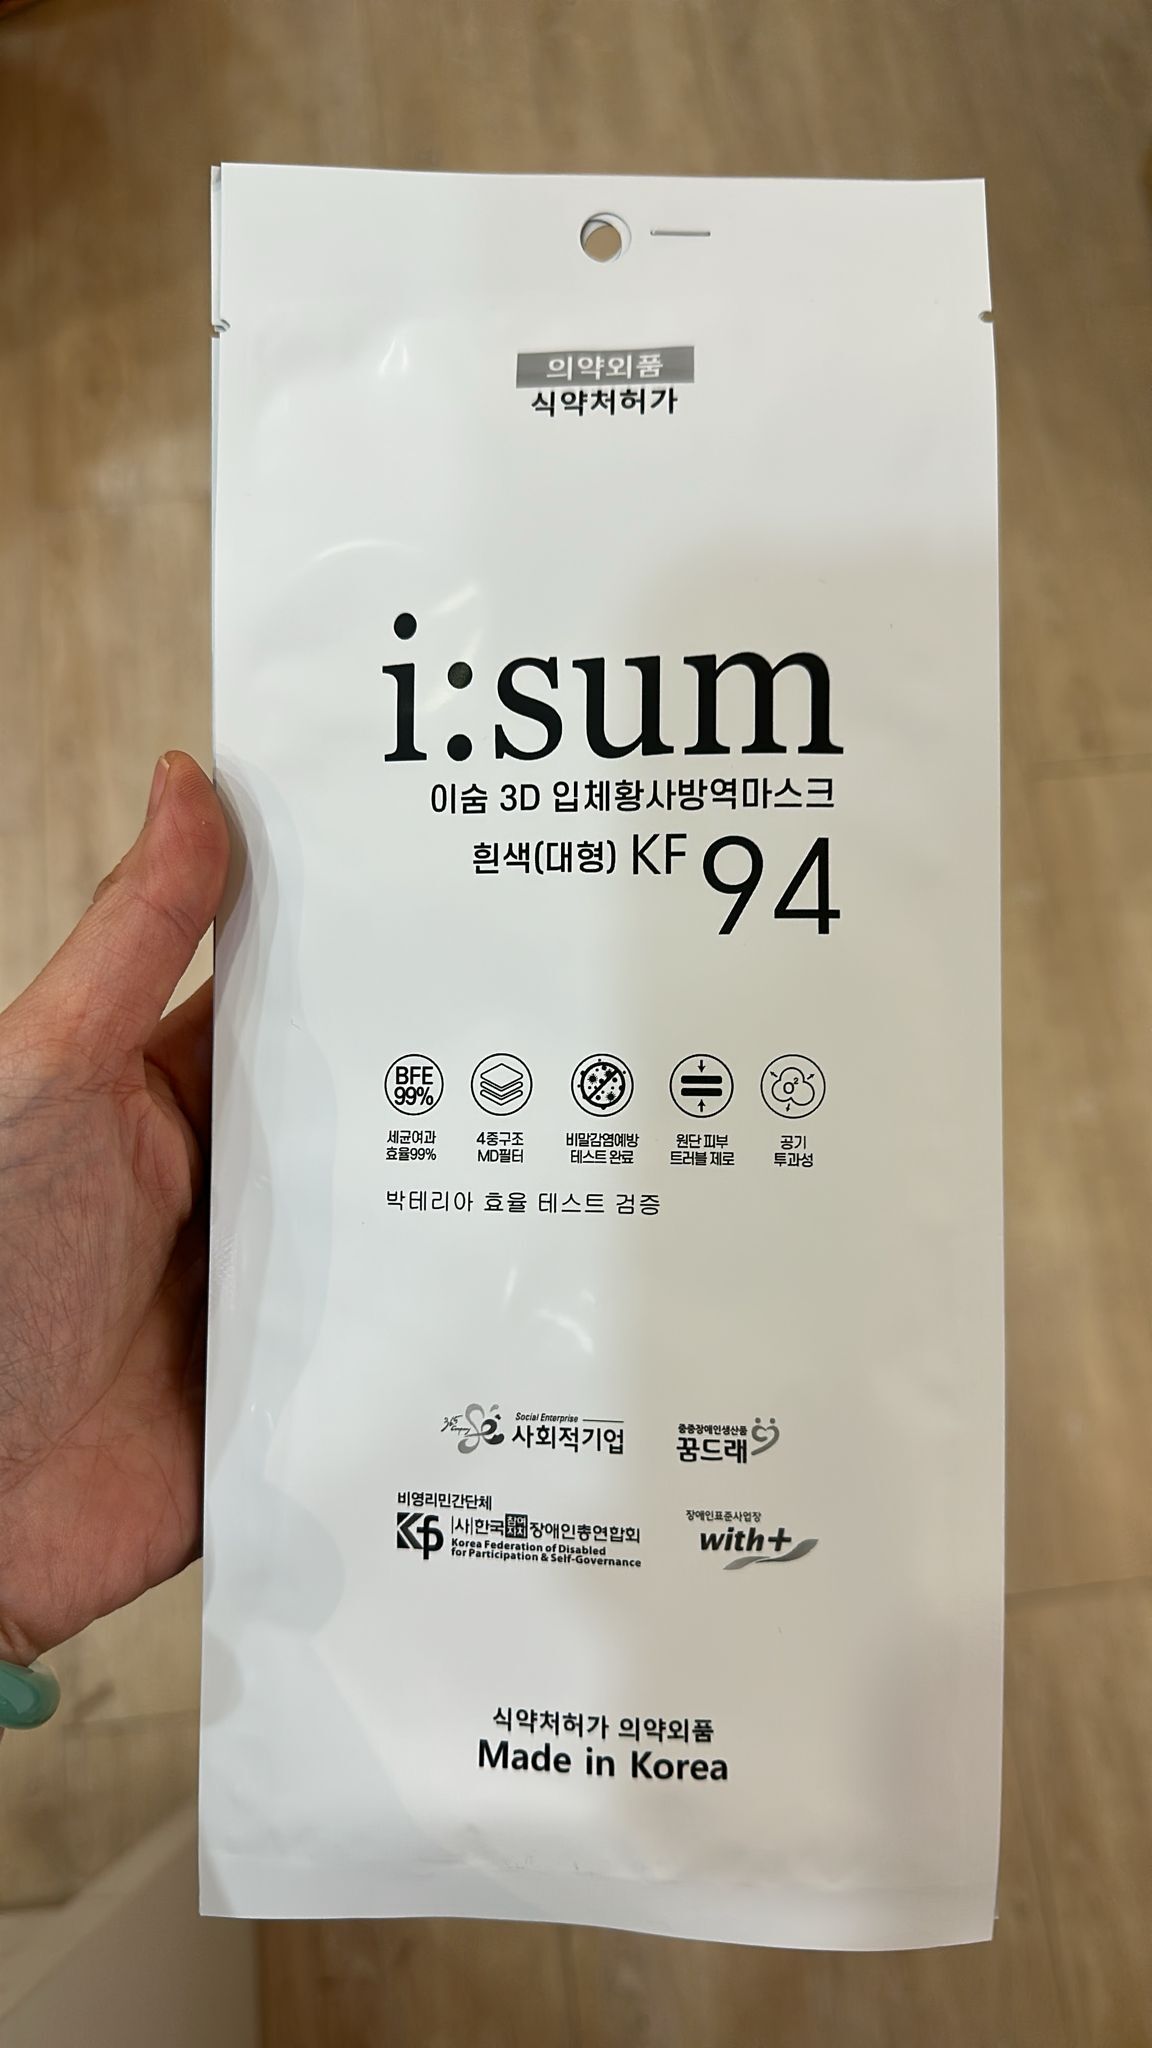 의약외품
식약처허가
i:sum
이숨 3D 입체황사방역마스크
흰색(대형) KF 94
BFE
99%
세균여과
효율99%
4중구조
MD필터
비말감염예방
테스트 완료
원단 피부
트러블 제로
O2
공기
투과성
박테리아 효율 테스트 검증
365
Social Enterprise
사회적기업
중증장애인생산품
꿈드래
비영리민간단체
Kfp |사|한국참여자치장애인총연합회
Korea Federation of Disabled
for Participation & Self-Governance
장애인표준사업장
with+
식약처허가 의약외품
Made in Korea